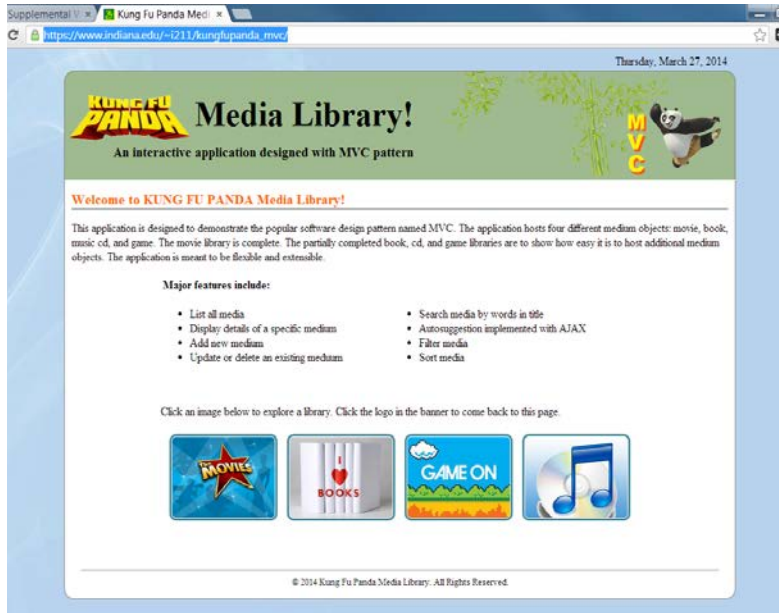 Supplemental V
Kung Fu Panda Medi
https://www.indiana.edu/~i211/kungfupanda_mvc/
Thursday, March 27, 2014
KUNG FU
PANDA
Media Library!
An interactive application designed with MVC pattern
MVC
Welcome to KUNG FU PANDA Media Library!
This application is designed to demonstrate the popular software design pattern named MVC. The application hosts four different medium objects: movie, book,
music cd, and game. The movie library is complete. The partially completed book, cd, and game libraries are to show how easy it is to host additional medium
objects. The application is meant to be flexible and extensible.
Major features include:
• List all media
• Display details of a specific medium
• Add new medium
• Update or delete an existing medium
• Search media by words in title
• Autosuggestion implemented with AJAX
• Filter media
• Sort media
Click an image below to explore a library. Click the logo in the banner to come back to this page.
The MOVIES
I
BOOKS
GAME ON
© 2014 Kung Fu Panda Media Library. All Rights Reserved.